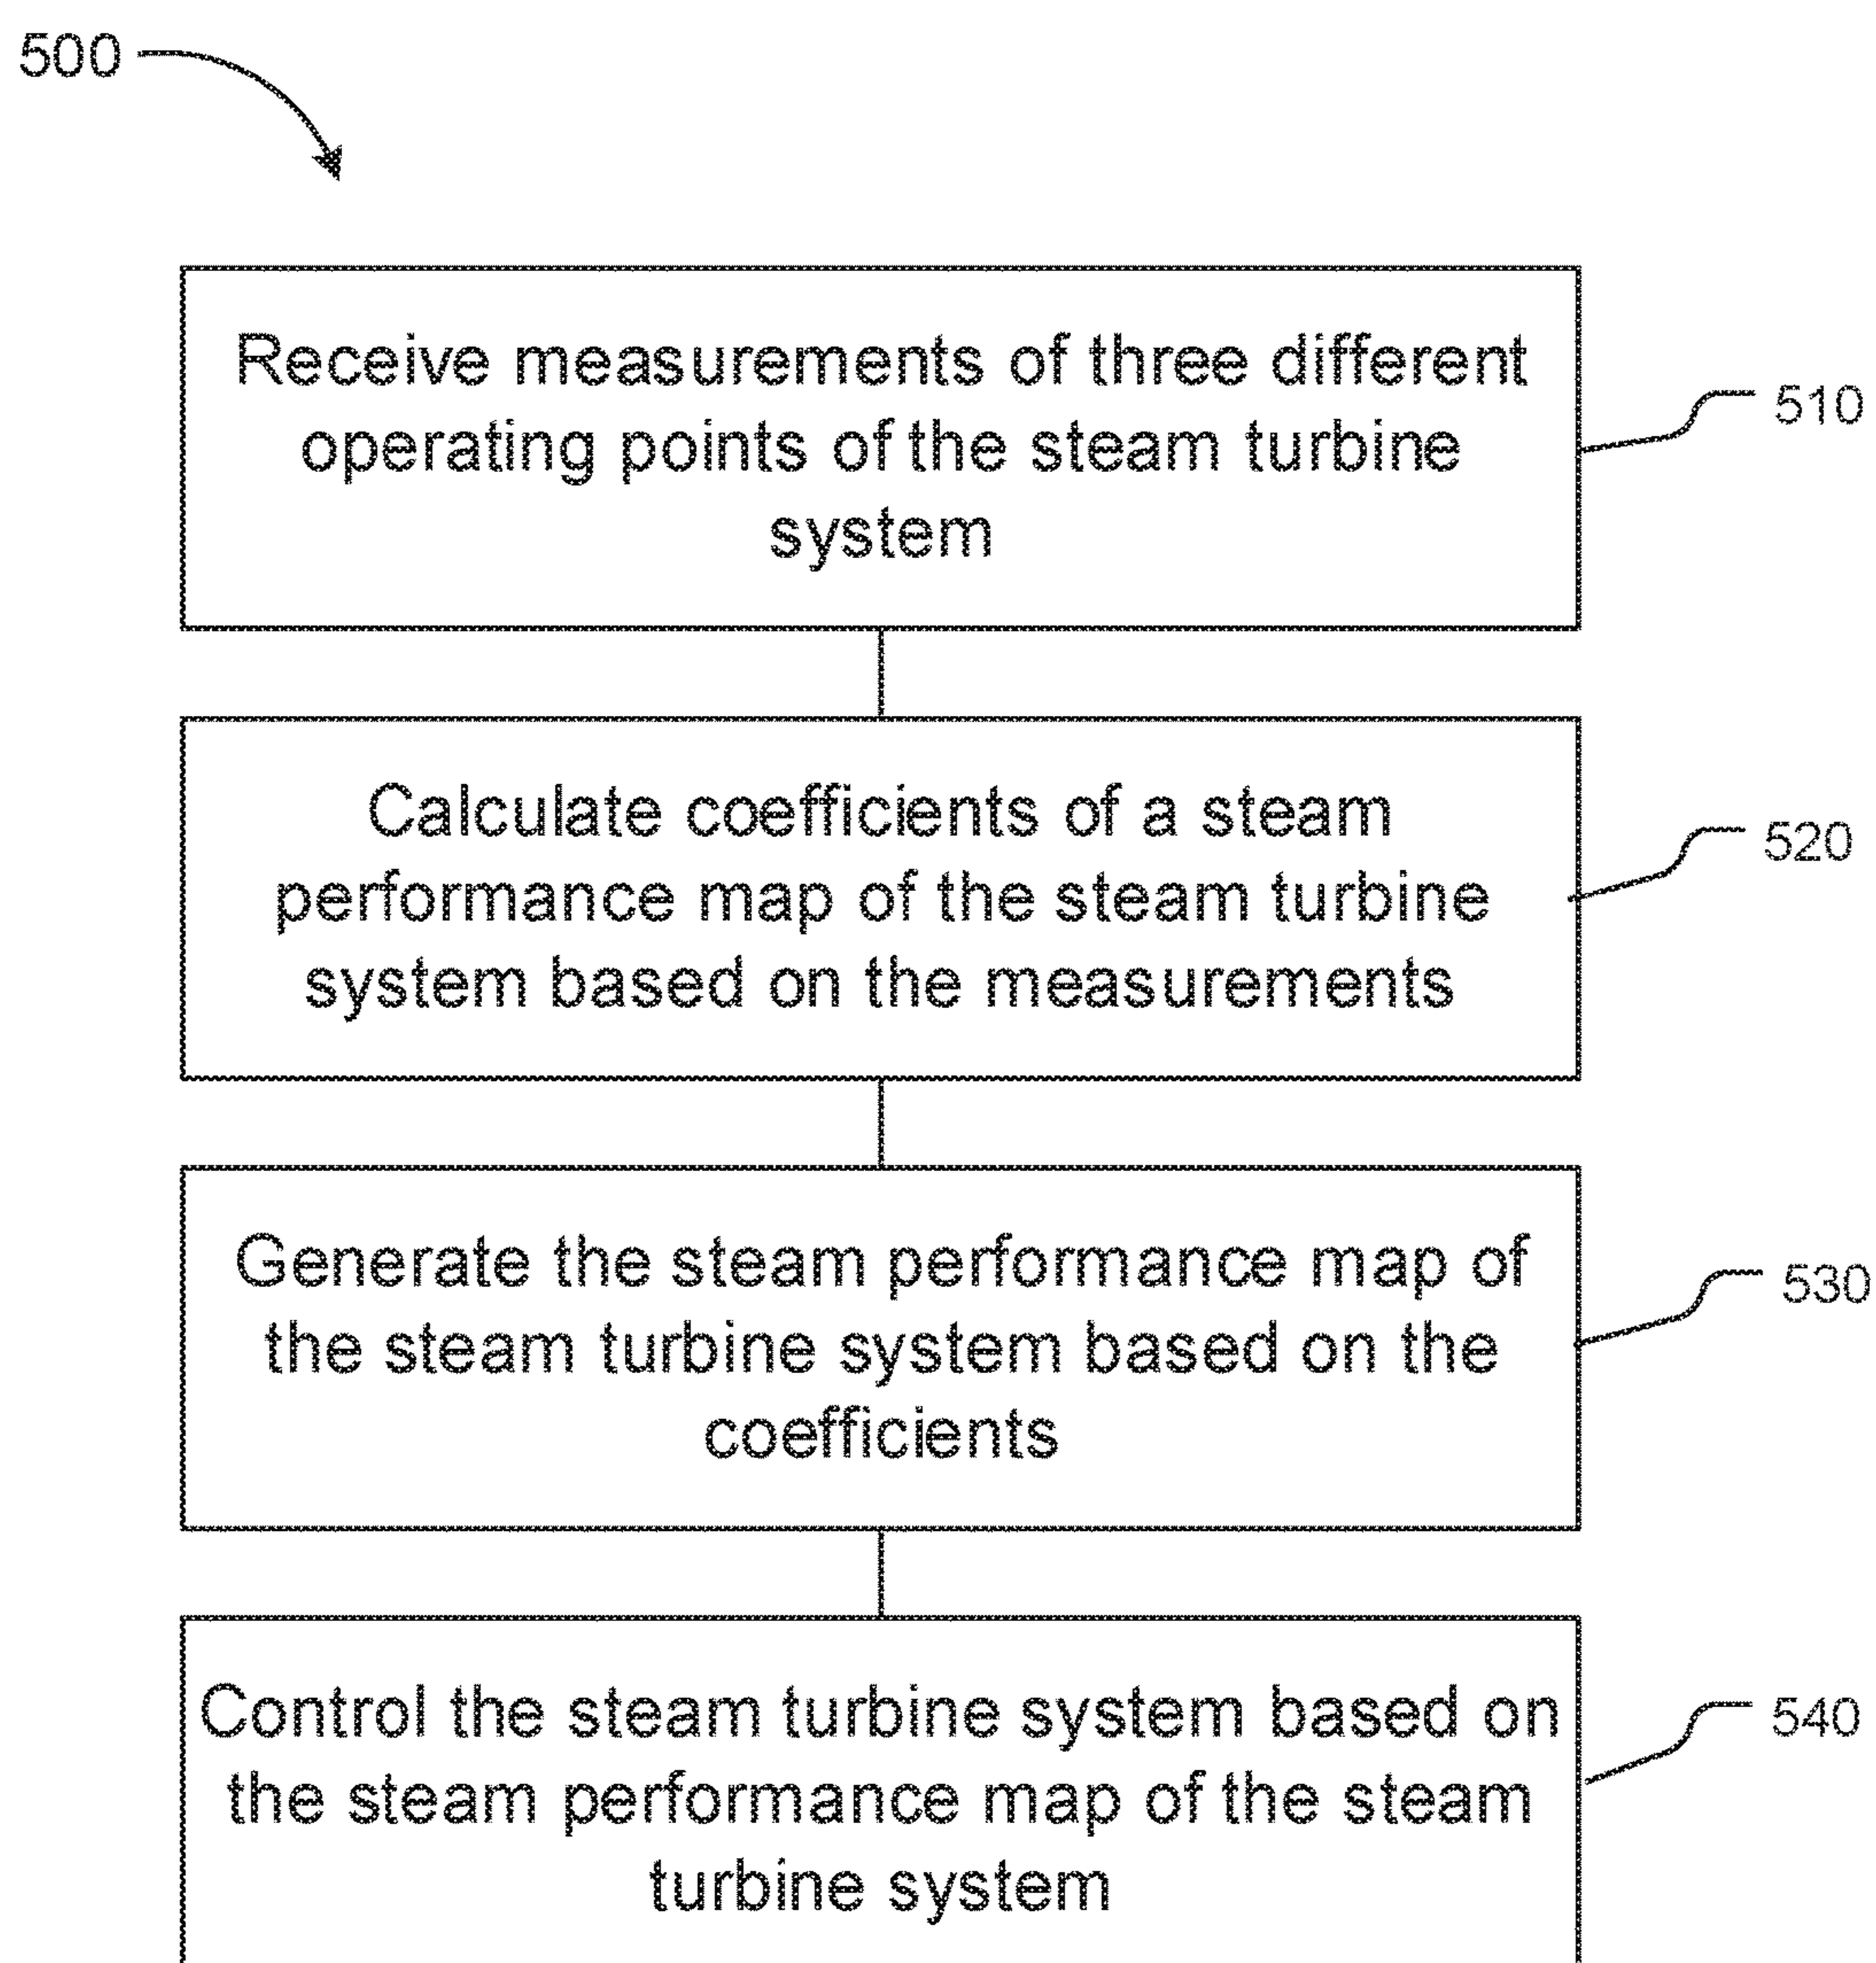 500
Receive measurements of three different
operating points of the steam turbine
system
510
Calculate coefficients of a steam
performance map of the steam turbine
system based on the measurements
520
Generate the steam performance map of
the steam turbine system based on the
coefficients
530
Control the steam turbine system based on
the steam performance map of the steam
turbine system
540